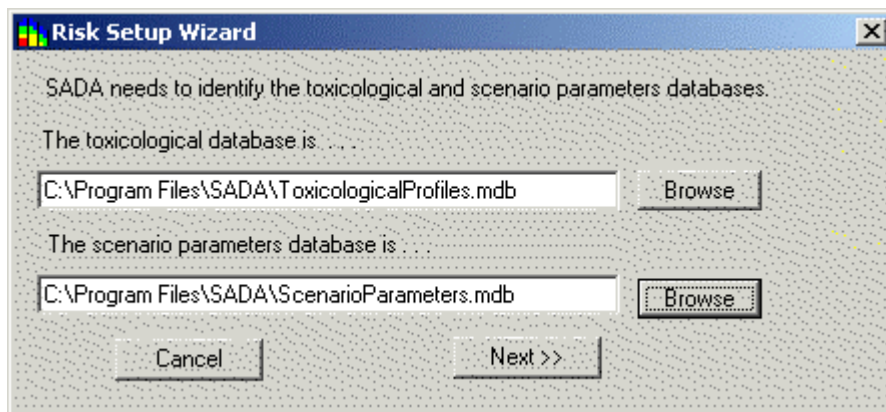 Risk Setup Wizard
SADA needs to identify the toxicological and scenario parameters databases.
The toxicological database is . . .
C:\Program Files\SADA\ToxicologicalProfiles.mdb
Browse
The scenario parameters database is . . .
C:\Program Files\SADA\ScenarioParameters.mdb
Browse
Cancel
Next >>